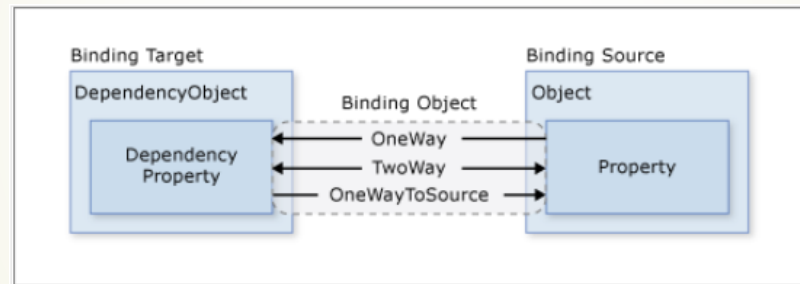 Binding Target
Binding Source
DependencyObject
Object
Binding Object
OneWay
Dependency
Property
TwoWay
Property
OneWayToSource